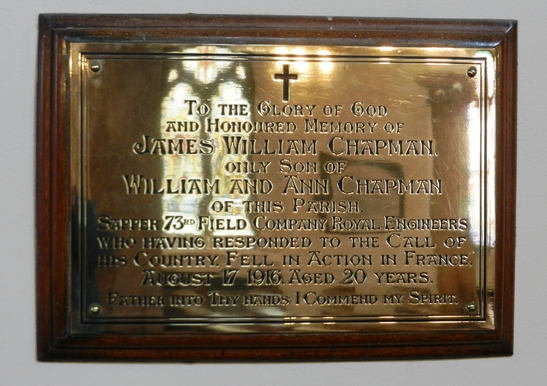 To the Glory of God
and Honoured Memory of
James William Chapman.
only Son of
William and Ann Chapman
of this Parish.
Sapper 73rd Field Company Royal Engineers
who having responded to the Call of
his Country, Fell in Action in France,
August 17 1916. Aged 20 years.
Father into Thy hands I Commend my Spirit.